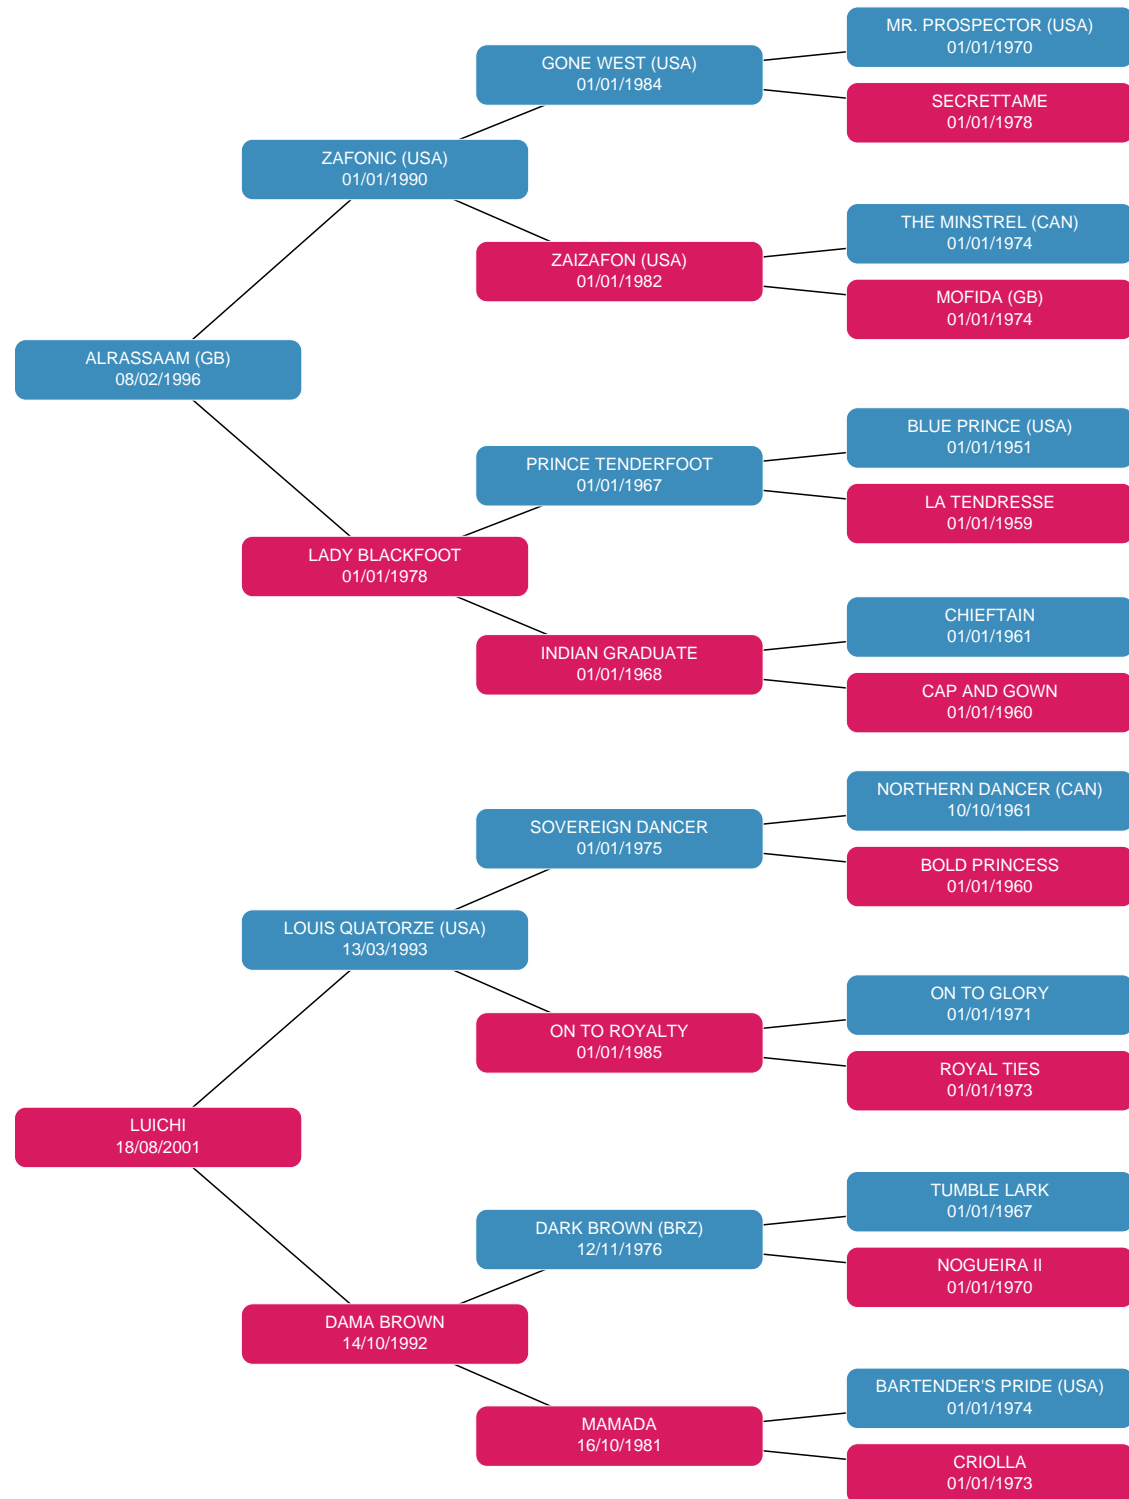 MR. PROSPECTOR (USA)
01/01/1970
GONE WEST (USA)
01/01/1984
SECRETTAME
01/01/1978
ZAFONIC (USA)
01/01/1990
THE MINSTREL (CAN)
01/01/1974
ZAIZAFON (USA)
01/01/1982
MOFIDA (GB)
01/01/1974
ALRASSAAM (GB)
08/02/1996
BLUE PRINCE (USA)
01/01/1951
PRINCE TENDERFOOT
01/01/1967
LA TENDRESSE
01/01/1959
LADY BLACKFOOT
01/01/1978
CHIEFTAIN
01/01/1961
INDIAN GRADUATE
01/01/1968
CAP AND GOWN
01/01/1960
NORTHERN DANCER (CAN)
10/10/1961
SOVEREIGN DANCER
01/01/1975
BOLD PRINCESS
01/01/1960
LOUIS QUATORZE (USA)
13/03/1993
ON TO GLORY
01/01/1971
ON TO ROYALTY
01/01/1985
ROYAL TIES
01/01/1973
LUICHI
18/08/2001
TUMBLE LARK
01/01/1967
DARK BROWN (BRZ)
12/11/1976
NOGUEIRA II
01/01/1970
DAMA BROWN
14/10/1992
BARTENDER'S PRIDE (USA)
01/01/1974
MAMADA
16/10/1981
CRIOLLA
01/01/1973